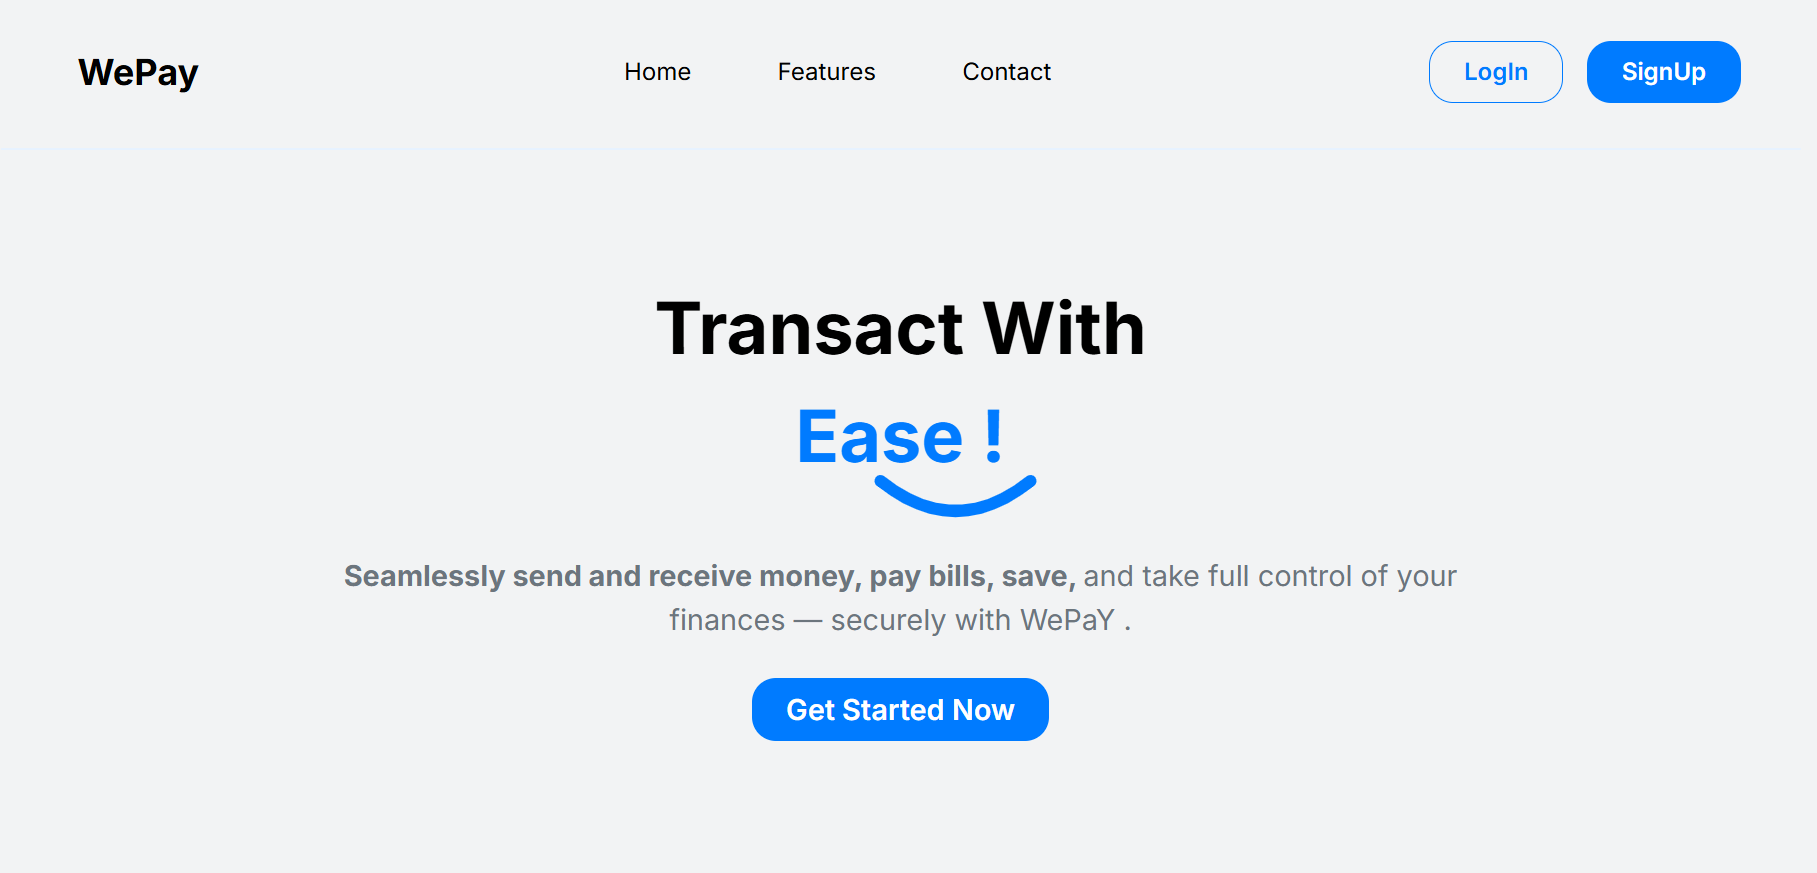 WePay
Home
Features
Contact
LogIn
SignUp
Transact With
Ease !
Seamlessly send and receive money, pay bills, save, and take full control of your
finances — securely with WePaY .
Get Started Now